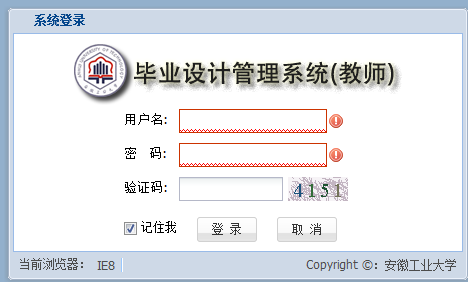 系统登录
毕业设计管理系统(教师)
用户名:
密 码:
验证码: 4151
记住我 登 录 取 消
当前浏览器: IE8 Copyright ©: 安徽工业大学